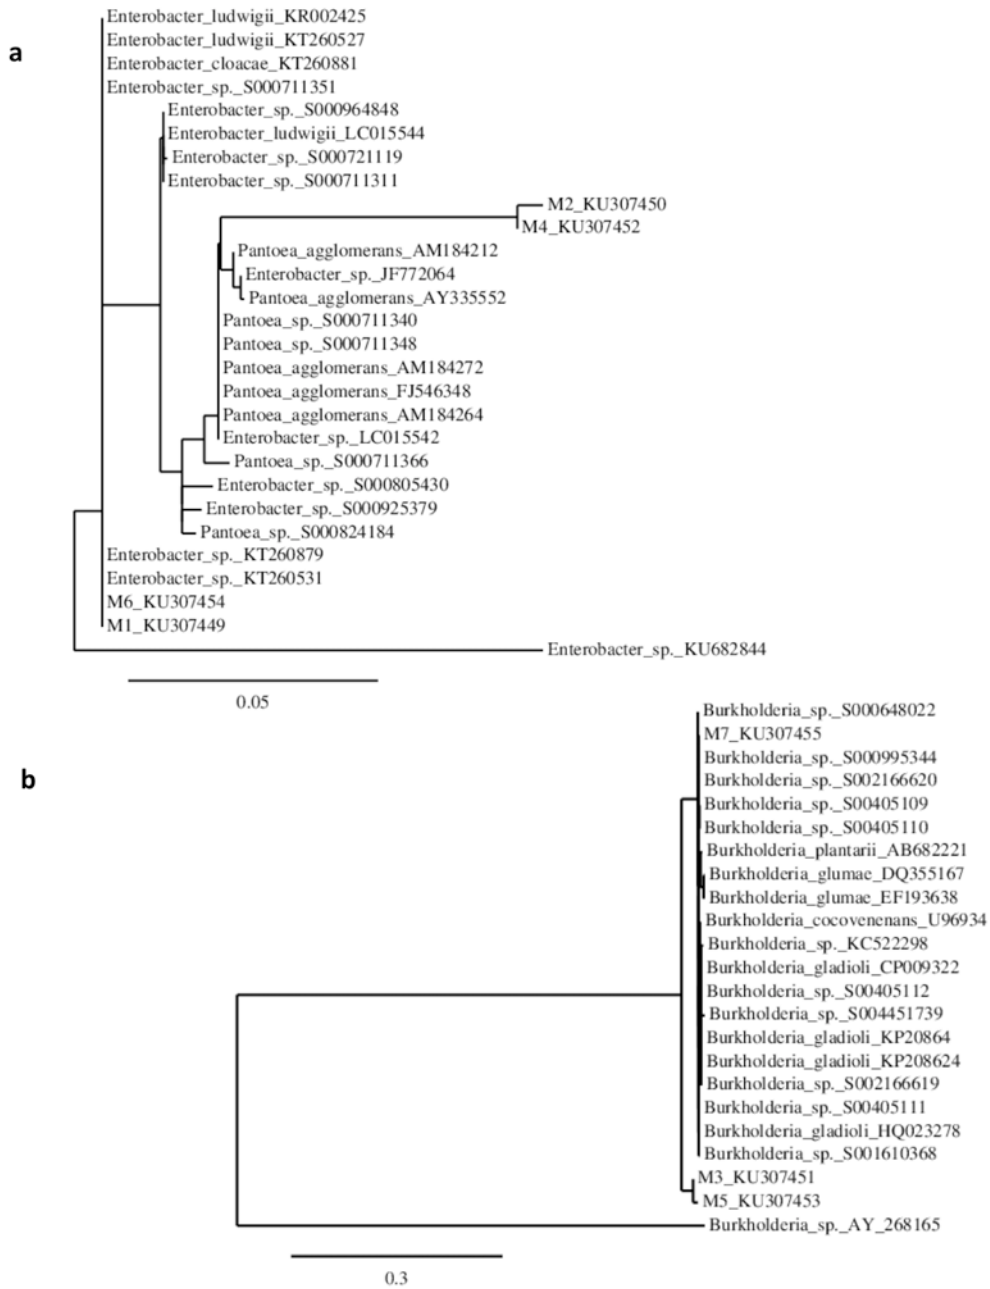 a
Enterobacter_ludwigii_KR002425
Enterobacter_ludwigii_KT260527
Enterobacter_cloacae_KT260881
Enterobacter_sp._S000711351
Enterobacter_sp._S000964848
Enterobacter_ludwigii_LC015544
Enterobacter_sp._S000721119
Enterobacter_sp._S000711311
M2_KU307450
M4_KU307452
Pantoea_agglomerans_AM184212
Enterobacter_sp._JF772064
Pantoea_agglomerans_AY335552
Pantoea_sp._S000711340
Pantoea_sp._S000711348
Pantoea_agglomerans_AM184272
Pantoea_agglomerans_FJ546348
Pantoea_agglomerans_AM184264
Enterobacter_sp._LC015542
Pantoea_sp._S000711366
Enterobacter_sp._S000805430
Enterobacter_sp._S000925379
Pantoea_sp._S000824184
Enterobacter_sp._KT260879
Enterobacter_sp._KT260531
M6_KU307454
M1_KU307449
Enterobacter_sp._KU682844
0.05
b
Burkholderia_sp._S000648022
M7_KU307455
Burkholderia_sp._S000995344
Burkholderia_sp._S002166620
Burkholderia_sp._S00405109
Burkholderia_sp._S00405110
Burkholderia_plantarii_AB682221
Burkholderia_glumae_DQ355167
Burkholderia_glumae_EF193638
Burkholderia_cocovenenans_U96934
Burkholderia_sp._KC522298
Burkholderia_gladioli_CP009322
Burkholderia_sp._S00405112
Burkholderia_sp._S004451739
Burkholderia_gladioli_KP20864
Burkholderia_gladioli_KP208624
Burkholderia_sp._S002166619
Burkholderia_sp._S00405111
Burkholderia_gladioli_HQ023278
Burkholderia_sp._S001610368
M3_KU307451
M5_KU307453
Burkholderia_sp._AY_268165
0.3